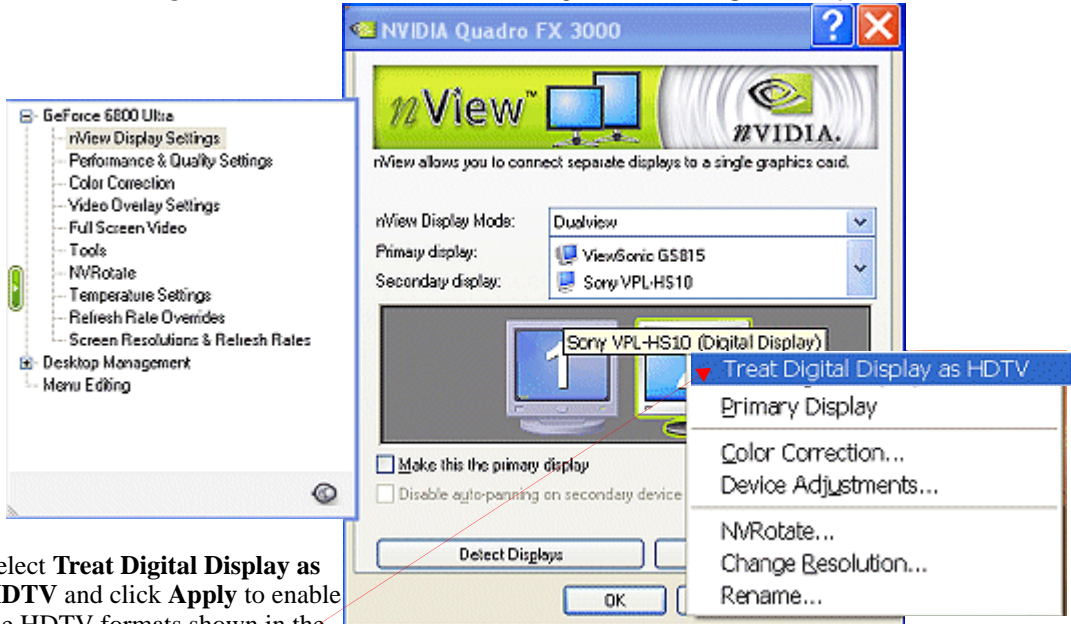 NVIDIA Quadro FX 3000
nView™
nVIDIA.
nView allows you to connect separate displays to a single graphics card.
GeForce 6800 Ultra
nView Display Settings
Performance & Quality Settings
Color Correction
Video Overlay Settings
Full Screen Video
Tools
NVRotate
Temperature Settings
Refresh Rate Overrides
Screen Resolutions & Refresh Rates
Desktop Management
Menu Editing
nView Display Mode: Dualview
Primary display: ViewSonic GS815
Secondary display: Sony VPL-HS10
1
Sony VPL-HS10 (Digital Display)
Treat Digital Display as HDTV
Primary Display
Color Correction...
Device Adjustments...
NVRotate...
Change Resolution...
Rename...
Make this the primary display
Disable auto-panning on secondary device
Detect Displays
OK
elect Treat Digital Display as
HDTV and click Apply to enable
e HDTV formats shown in the